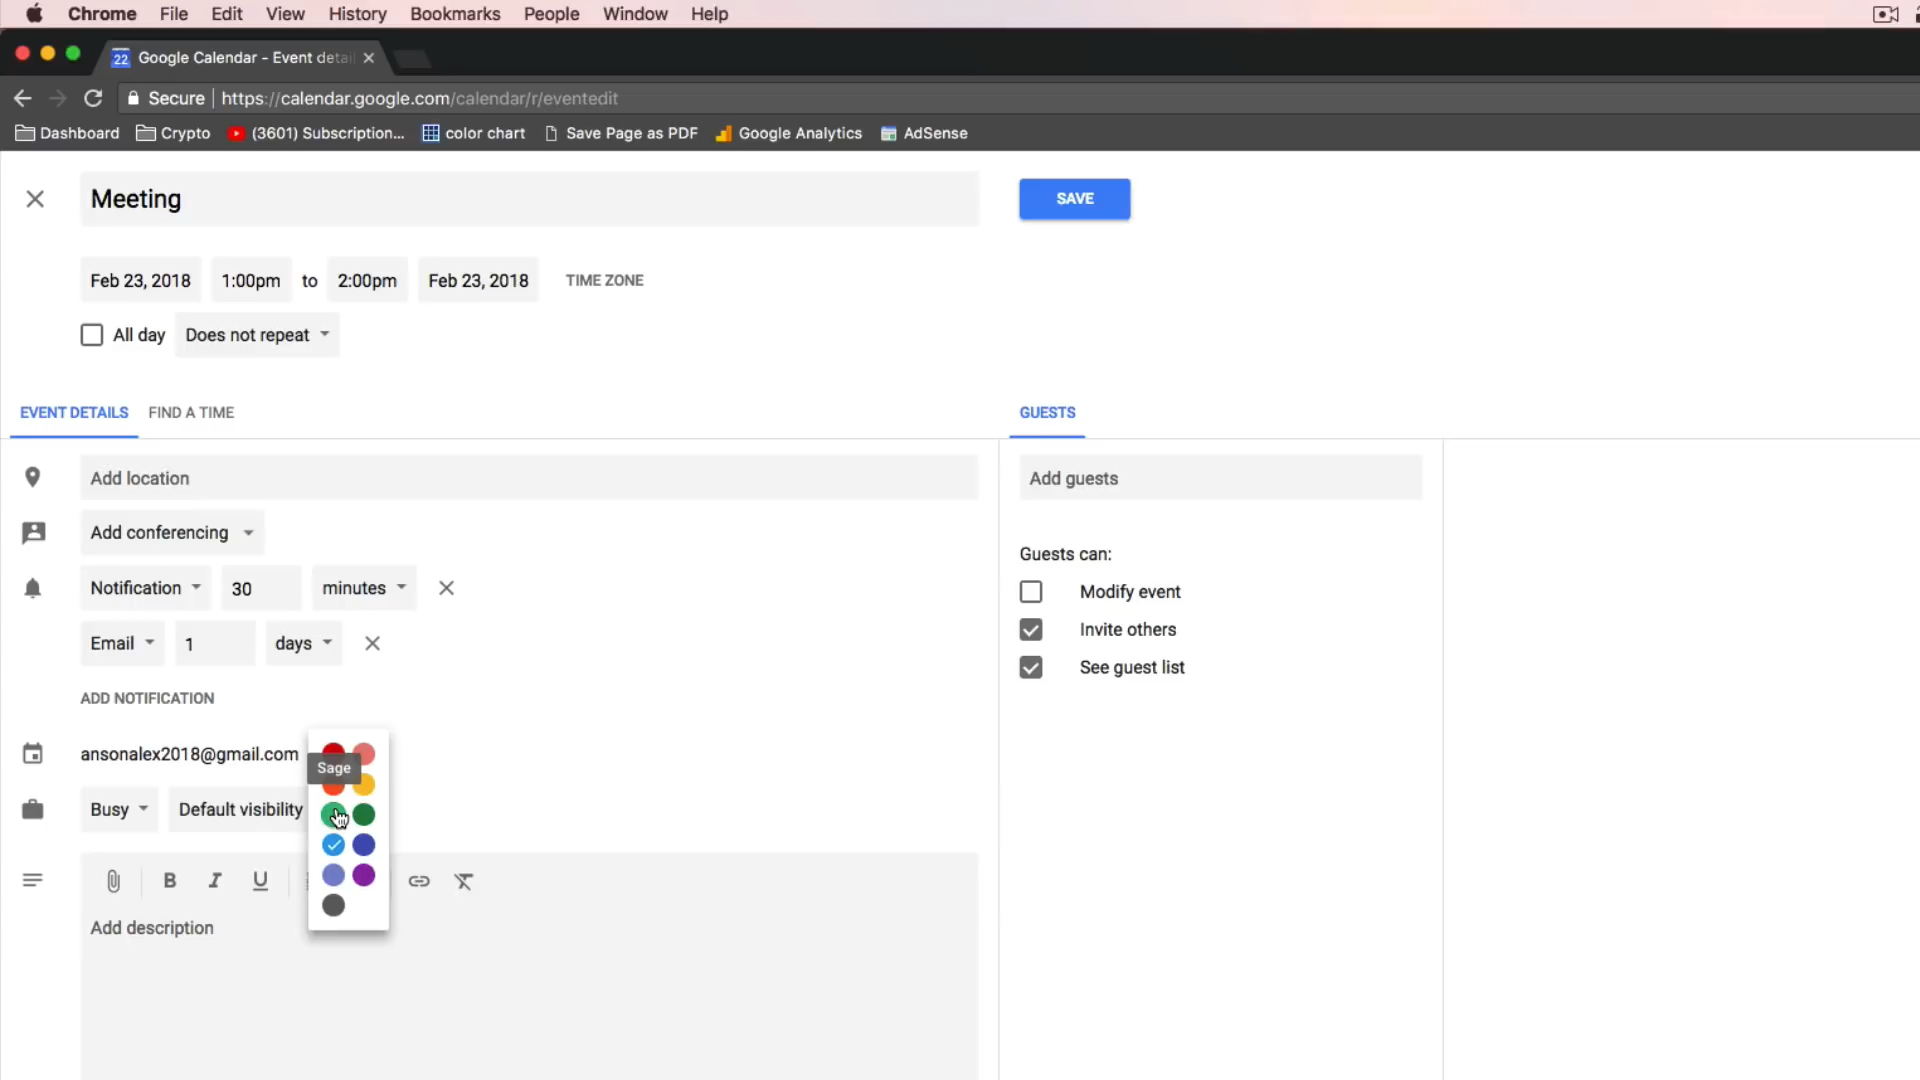 Chrome File Edit View History Bookmarks People Window Help
22 Google Calendar - Event detai
Secure https://calendar.google.com/calendar/r/eventedit
Dashboard Crypto (3601) Subscription... color chart Save Page as PDF Google Analytics AdSense
Meeting SAVE
Feb 23, 2018 1:00pm to 2:00pm Feb 23, 2018 TIME ZONE
All day Does not repeat
EVENT DETAILS FIND A TIME GUESTS
Add location Add guests
Add conferencing
Guests can:
Notification 30 minutes Modify event
Invite others
Email 1 days
See guest list
ADD NOTIFICATION
ansonalex2018@gmail.com
Sage
Busy Default visibility
B I U
Add description